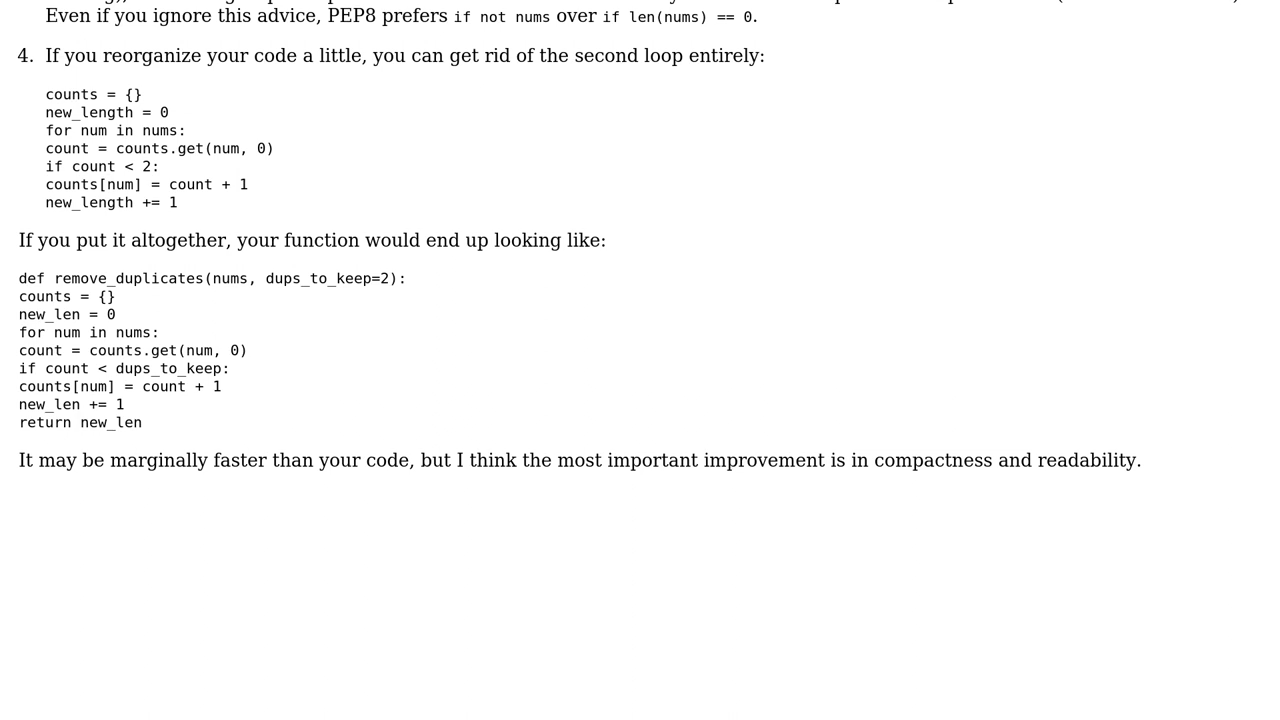 Even if you ignore this advice, PEP8 prefers if not nums over if len(nums) == 0.
4. If you reorganize your code a little, you can get rid of the second loop entirely:
counts = {}
new_length = 0
for num in nums:
count = counts.get(num, 0)
if count < 2:
counts[num] = count + 1
new_length += 1
If you put it altogether, your function would end up looking like:
def remove_duplicates(nums, dups_to_keep=2):
counts = {}
new_len = 0
for num in nums:
count = counts.get(num, 0)
if count < dups_to_keep:
counts[num] = count + 1
new_len += 1
return new_len
It may be marginally faster than your code, but I think the most important improvement is in compactness and readability.